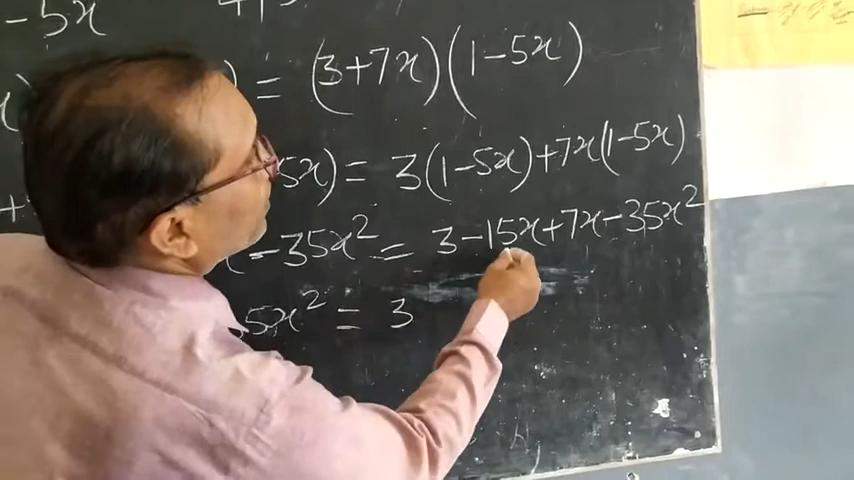 -5x
= (3+7x)(1-5x)
5x) = 3(1-5x)+7x(1-5x)
-35x² = 3-15x+7x-35x²
5x² = 3